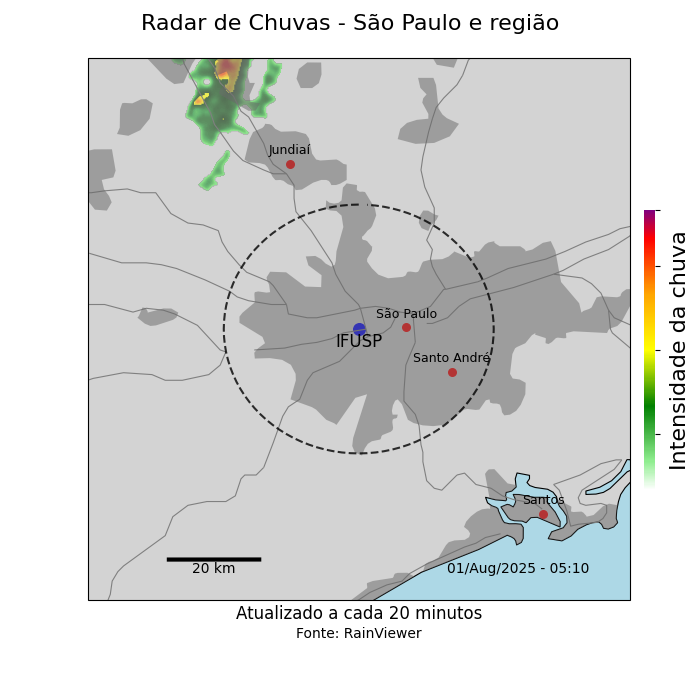 Radar de Chuvas - São Paulo e região
Jundiaí
São Paulo
IFUSP
Santo André
Intensidade da chuva
Santos
20 km
01/Aug/2025 - 05:10
Atualizado a cada 20 minutos
Fonte: RainViewer